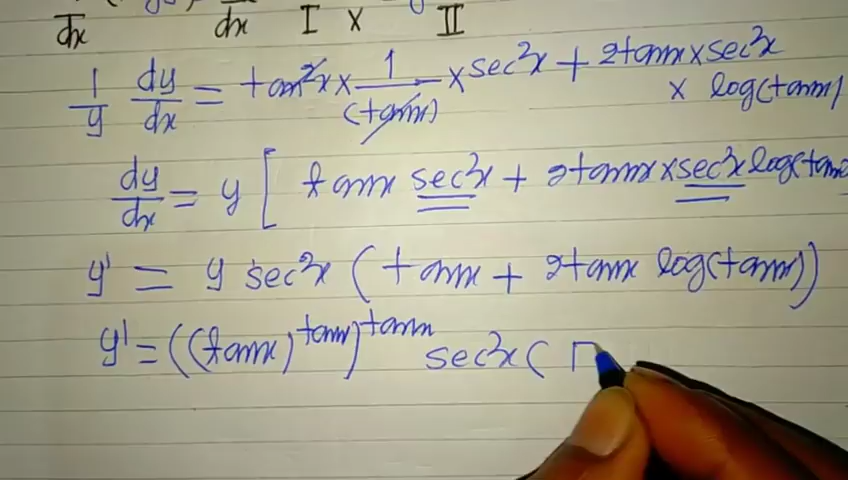 dx dx I x II
1/y dy/dx = tan²x × 1/(tanx) × sec²x + 2tanx × sec²x
× log(tanx)
dy/dx = y [ tanx sec²x + 2tanx × sec²x log(tanx
y' = y sec²x ( tanx + 2tanx log(tanx))
y' = ((tanx)^tanx)^tanx sec²x (